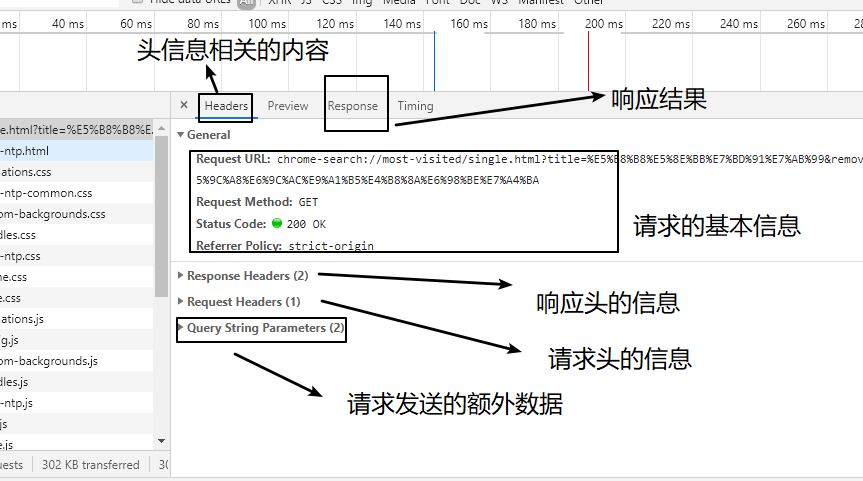 Hide data URLs All XHR JS CSS Img Media Font Doc WS Manifest Other
ms 40 ms 60 ms 80 ms 100 ms 120 ms 140 ms 160 ms 180 ms 200 ms 220 ms 240 ms 260 ms 28
头信息相关的内容
× Headers Preview Response Timing
响应结果
e.html?title=%E5%B8%B8%E.
-ntp.html
ations.css
-ntp-common.css
om-backgrounds.css
dles.css
-ntp.css
ne.css
e.css
ations.js
ig.js
om-backgrounds.js
dles.js
-ntp.js
js
e.js
General
Request URL: chrome-search://most-visited/single.html?title=%E5%B8%B8%E5%8E%BB%E7%BD%91%E7%AB%99&remov
5%9C%A8%E6%9C%AC%E9%A1%B5%E4%B8%8A%E6%98%BE%E7%A4%BA
Request Method: GET
Status Code: 200 OK
Referrer Policy: strict-origin
请求的基本信息
Response Headers (2)
响应头的信息
Request Headers (1)
请求头的信息
Query String Parameters (2)
请求发送的额外数据
uests 302 KB transferred 30